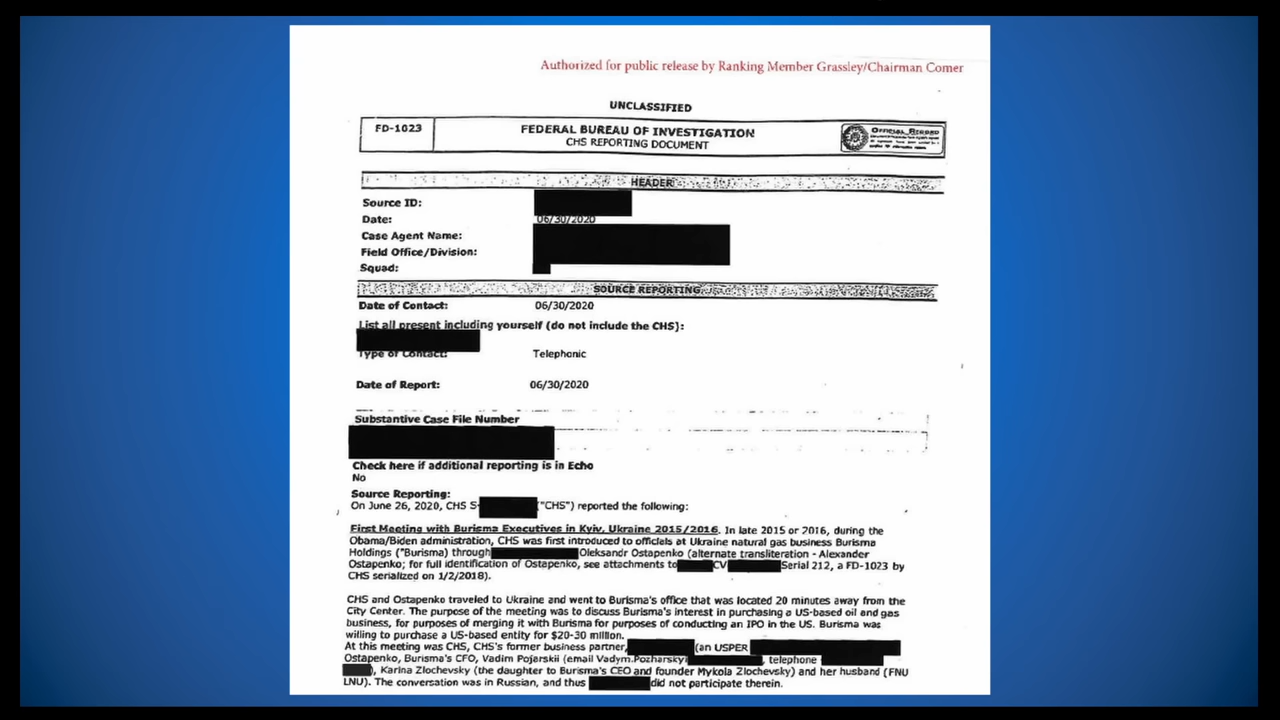 Authorized for public release by Ranking Member Grassley/Chairman Comer
UNCLASSIFIED
FD-1023
FEDERAL BUREAU OF INVESTIGATION
CHS REPORTING DOCUMENT
OFFICIAL RECORD
HEADER
Source ID:
Date: 06/30/2020
Case Agent Name:
Field Office/Division:
Squad:
SOURCE REPORTING
Date of Contact: 06/30/2020
List all present including yourself (do not include the CHS):
Type of Contact: Telephonic
Date of Report: 06/30/2020
Substantive Case File Number
Check here if additional reporting is in Echo
No
Source Reporting:
On June 26, 2020, CHS S- ("CHS") reported the following:
First Meeting with Burisma Executives in Kyiv, Ukraine 2015/2016. In late 2015 or 2016, during the
Obama/Biden administration, CHS was first introduced to officials at Ukraine natural gas business Burisma
Holdings ("Burisma) through Oleksandr Ostapenko (alternate transliteration - Alexander
Ostapenko; for full identification of Ostapenko, see attachments to CV Serial 212, a FD-1023 by
CHS serialized on 1/2/2018).
CHS and Ostapenko traveled to Ukraine and went to Burisma's office that was located 20 minutes away from the
City Center. The purpose of the meeting was to discuss Burisma's interest in purchasing a US-based oil and gas
business, for purposes of merging it with Burisma for purposes of conducting an IPO in the US. Burisma was
willing to purchase a US-based entity for $20-30 million.
At this meeting was CHS, CHS's former business partner, (an USPER
Ostapenko, Burisma's CFO, Vadim Pojarskii (email Vadym.Pozharsky , telephone
), Karina Zlochevsky (the daughter to Burisma's CEO and founder Mykola Zlochevsky) and her husband (FNU
LNU). The conversation was in Russian, and thus did not participate therein.